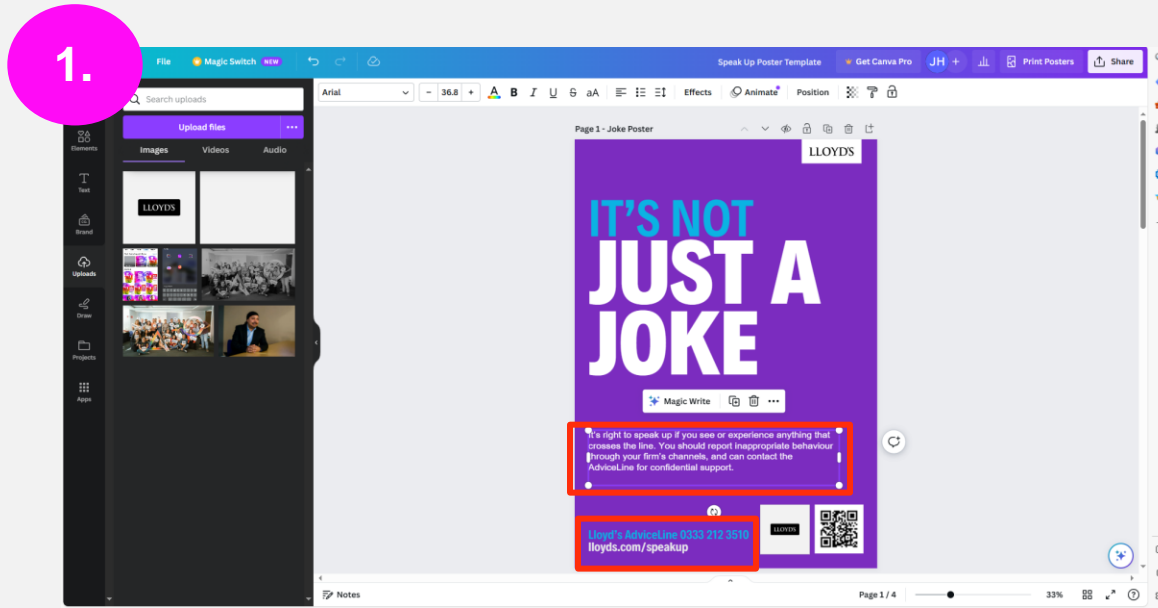 1.
File Magic Switch NEW Speak Up Poster Template Get Canva Pro JH + Print Posters Share
Search uploads
Arial - 36.8 + A B I U S aA Effects Animate Position
Upload files
Images Videos Audio
Elements
Text
Brand
Uploads
Draw
Projects
Apps
LLOYD'S
Page 1 - Joke Poster
LLOYD'S
IT'S NOT
JUST A
JOKE
Magic Write
It's right to speak up if you see or experience anything that
crosses the line. You should report inappropriate behaviour
through your firm's channels, and can contact the
AdviceLine for confidential support.
Lloyd's AdviceLine 0333 212 3510
lloyds.com/speakup
LLOYD'S
Notes Page 1 / 4 33%